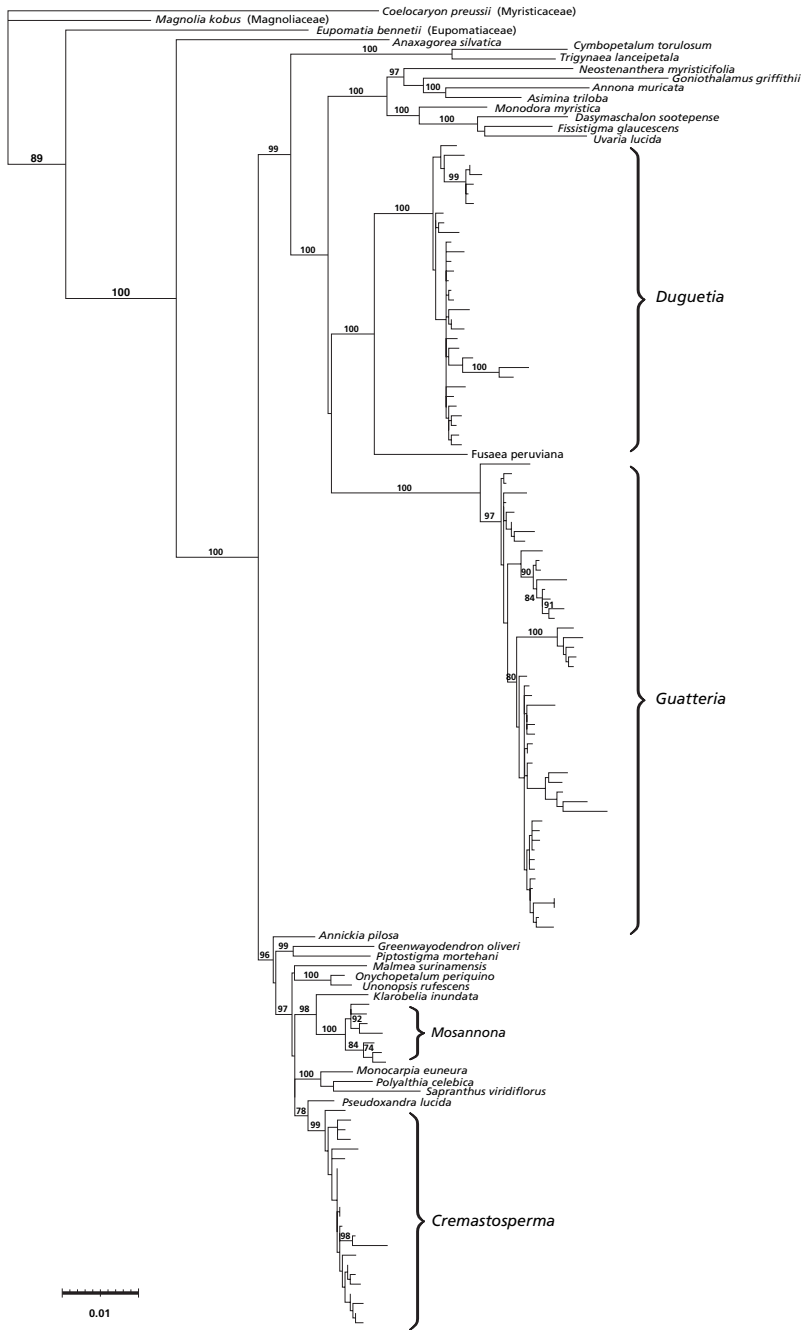 Coelocaryon preussii (Myristicaceae)
Magnolia kobus (Magnoliaceae)
Eupomatia bennetii (Eupomatiaceae)
Anaxagorea silvatica
Cymbopetalum torulosum
100
Trigynaea lanceipetala
Neostenanthera myristicifolia
97
Goniothalamus griffithii
100
Annona muricata
100
Asimina triloba
Monodora myristica
100
Dasymaschalon sootepense
100
Fissistigma glaucescens
Uvaria lucida
99
89
99
100
100
100
Duguetia
100
100
Fusaea peruviana
100
97
90
84
91
100
80
Guatteria
100
Annickia pilosa
99
Greenwayodendron oliveri
96
Piptostigma mortehani
Malmea surinamensis
100
Onychopetalum periquino
Unonopsis rufescens
Klarobelia inundata
97
98
92
100
Mosannona
84
74
Monocarpia euneura
100
Polyalthia celebica
Sapranthus viridiflorus
Pseudoxandra lucida
78
99
Cremastosperma
98
0.01